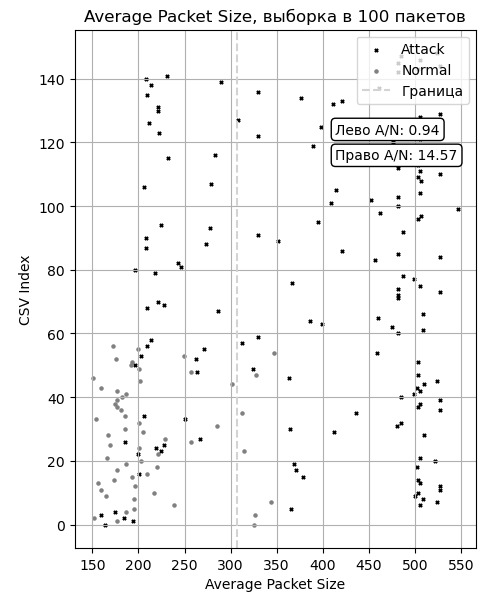 Average Packet Size, выборка в 100 пакетов
Attack
Normal
Граница
Лево A/N: 0.94
Право A/N: 14.57
140
120
100
80
60
40
20
0
CSV Index
150 200 250 300 350 400 450 500 550
Average Packet Size